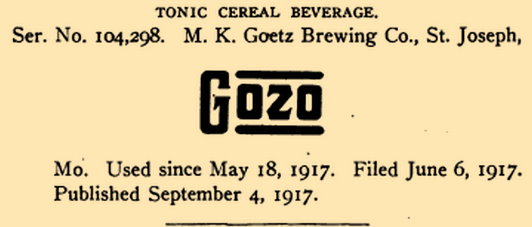 TONIC CEREAL BEVERAGE.
Ser. No. 104,298. M. K. Goetz Brewing Co., St. Joseph,
GOZO
Mo. Used since May 18, 1917. Filed June 6, 1917.
Published September 4, 1917.